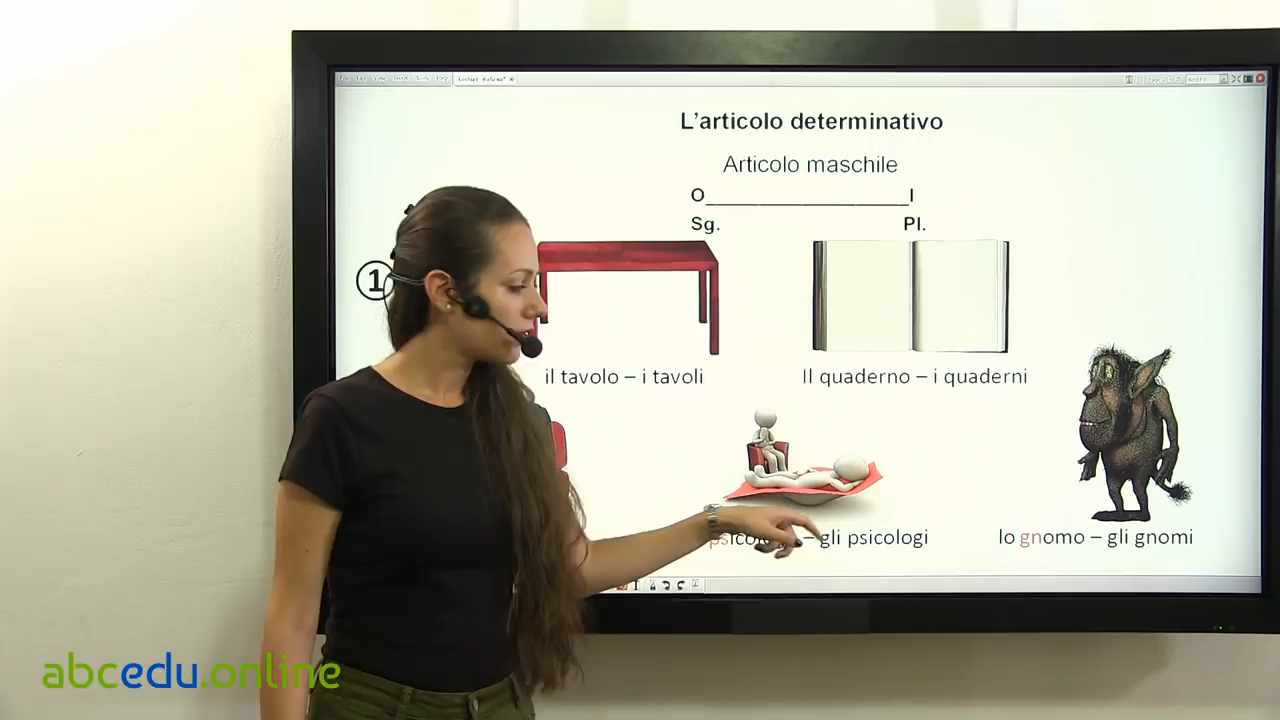 L'articolo determinativo
Articolo maschile
O_________________I
Sg. Pl.
1
il tavolo – i tavoli
Il quaderno – i quaderni
– gli psicologi
lo gnomo – gli gnomi
abcedu.online